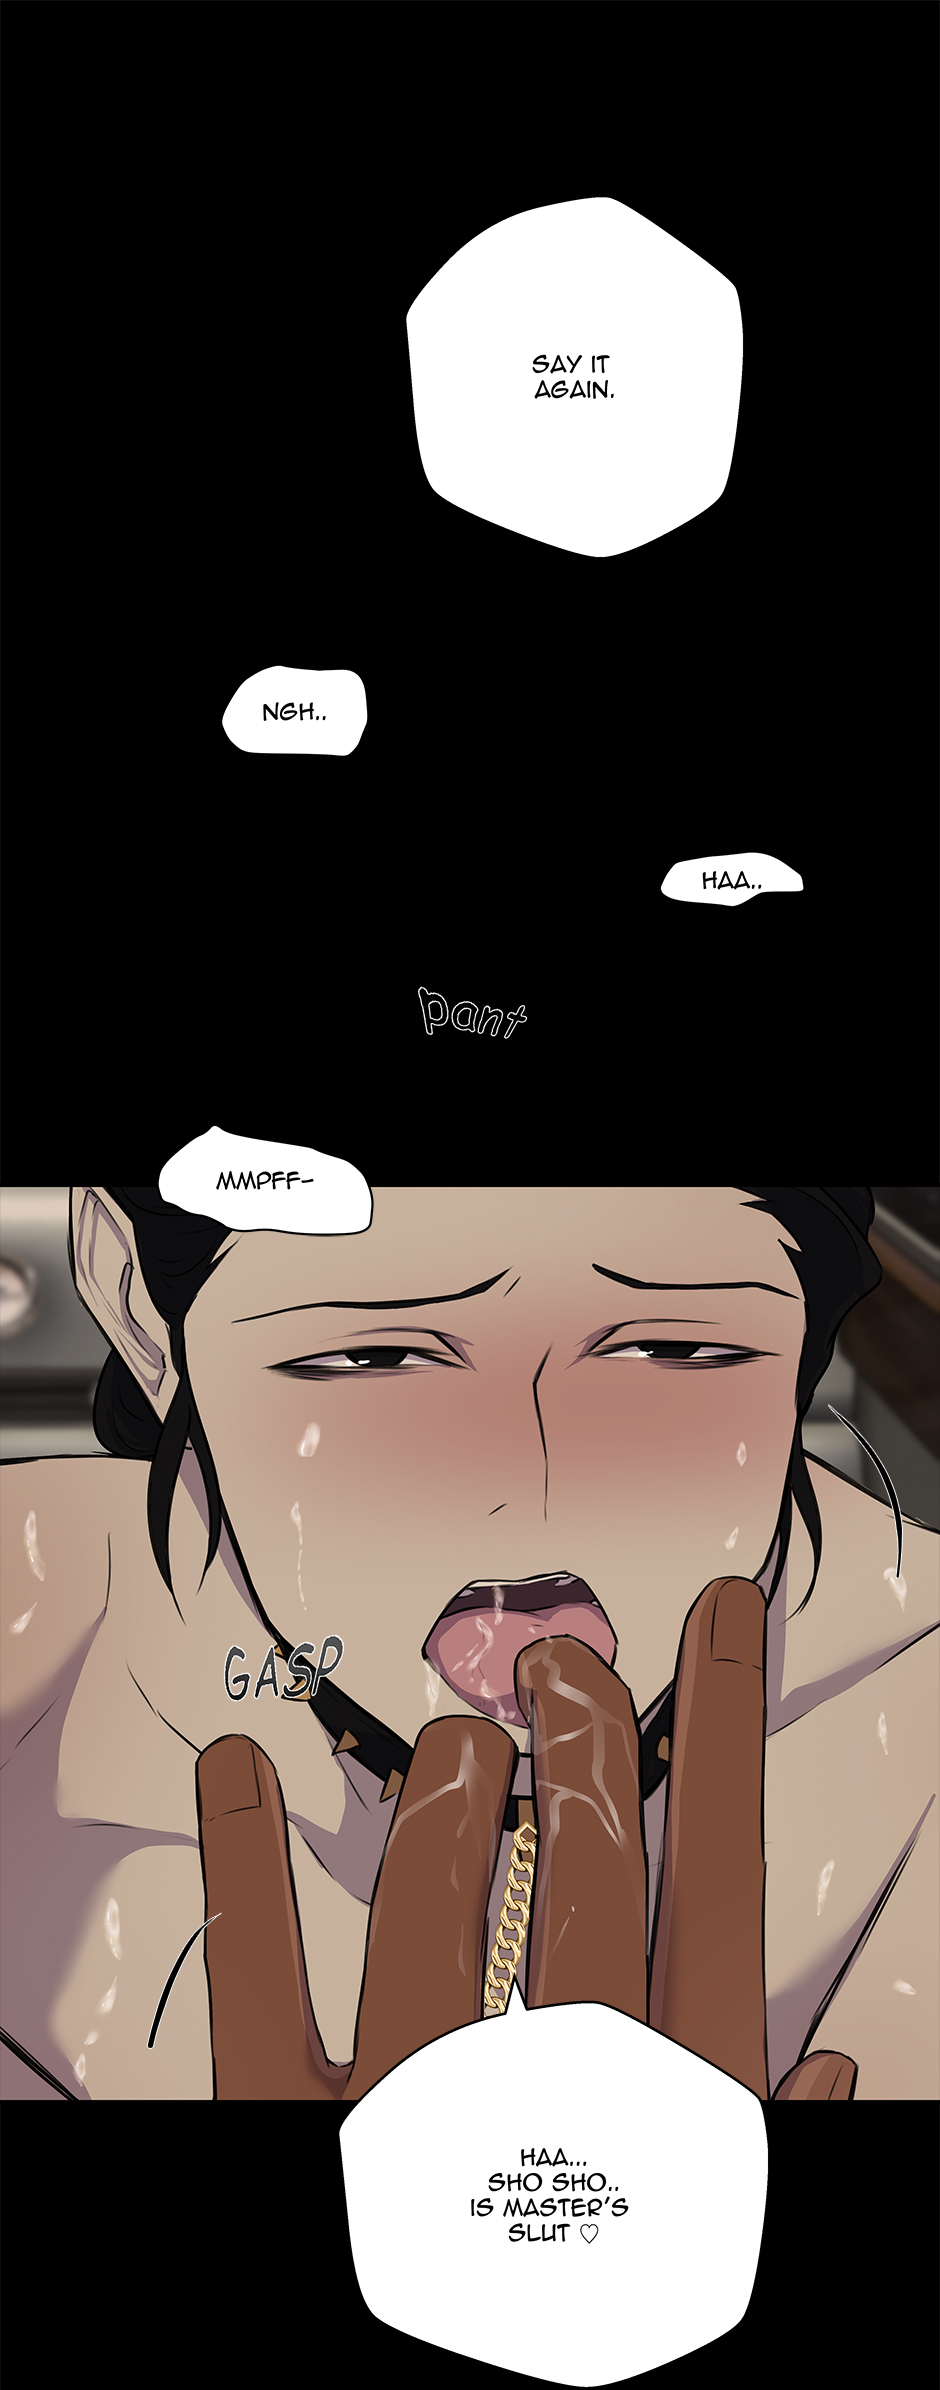 SAY IT
AGAIN.
NGH..
HAA..
pant
MMPFF-
GASP
HAA...
SHO SHO..
IS MASTER'S
SLUT ♡